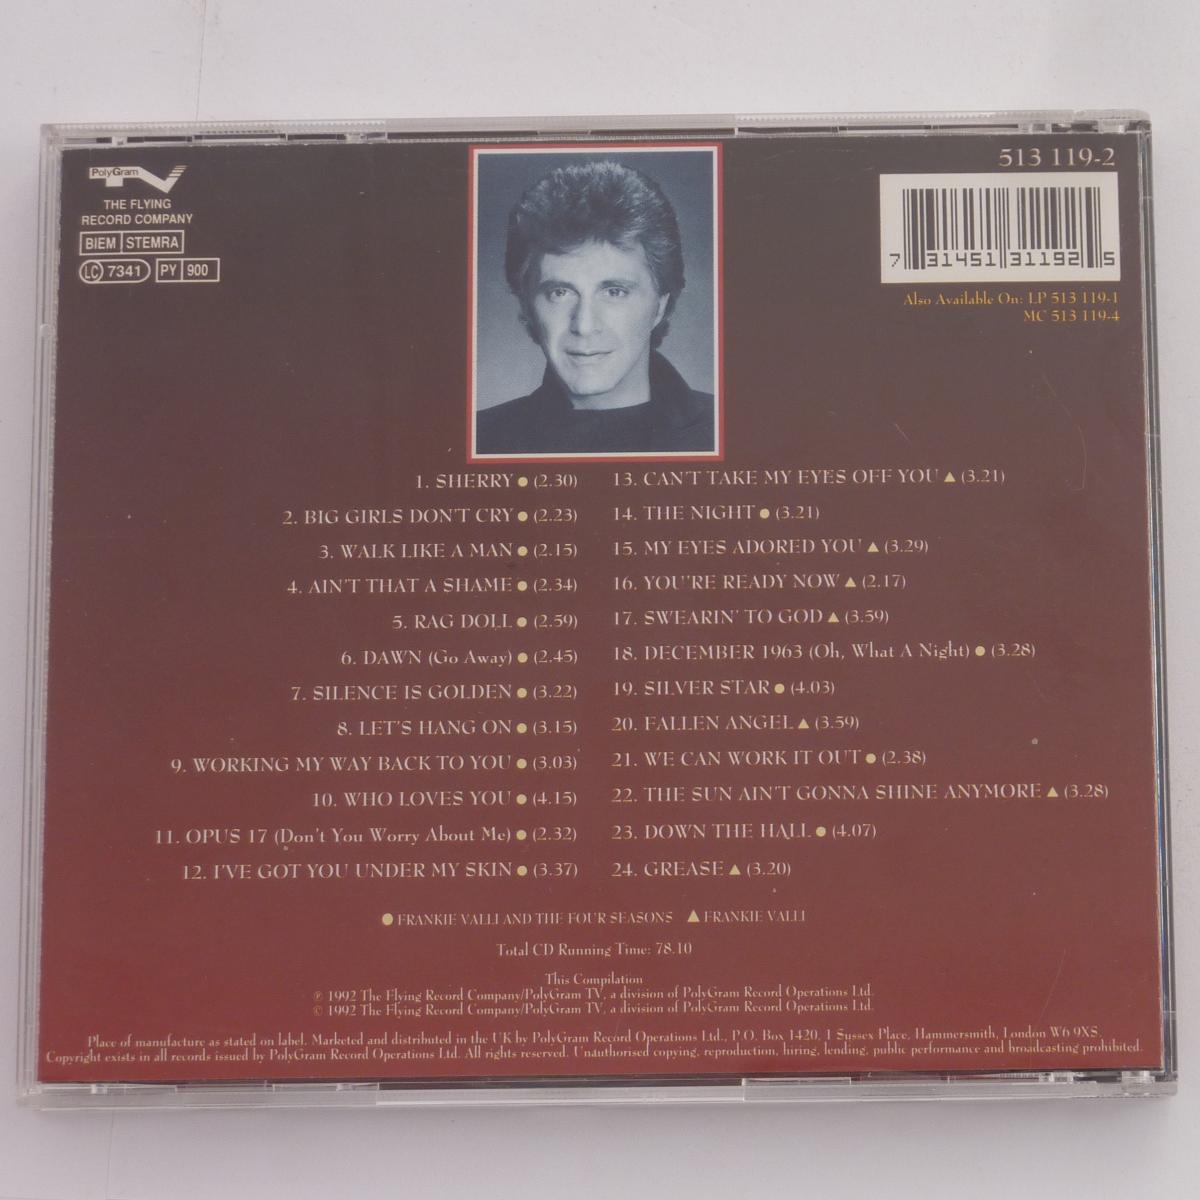 PolyGram TV
THE FLYING
RECORD COMPANY
BIEM STEMRA
LC 7341 PY 900
513 119-2
7 31451 31192 5
Also Available On: LP 513 119-1
MC 513 119-4
1. SHERRY ● (2.30)
2. BIG GIRLS DON'T CRY ● (2.23)
3. WALK LIKE A MAN ● (2.15)
4. AIN'T THAT A SHAME ● (2.34)
5. RAG DOLL ● (2.59)
6. DAWN (Go Away) ● (2.45)
7. SILENCE IS GOLDEN ● (3.22)
8. LET'S HANG ON ● (3.15)
9. WORKING MY WAY BACK TO YOU ● (3.03)
10. WHO LOVES YOU ● (4.15)
11. OPUS 17 (Don't You Worry About Me) ● (2.32)
12. I'VE GOT YOU UNDER MY SKIN ● (3.37)
13. CAN'T TAKE MY EYES OFF YOU ▲ (3.21)
14. THE NIGHT ● (3.21)
15. MY EYES ADORED YOU ▲ (3.29)
16. YOU'RE READY NOW ▲ (2.17)
17. SWEARIN' TO GOD ▲ (3.59)
18. DECEMBER 1963 (Oh, What A Night) ● (3.28)
19. SILVER STAR ● (4.03)
20. FALLEN ANGEL ▲ (3.59)
21. WE CAN WORK IT OUT ● (2.38)
22. THE SUN AIN'T GONNA SHINE ANYMORE ▲ (3.28)
23. DOWN THE HALL ● (4.07)
24. GREASE ▲ (3.20)
● FRANKIE VALLI AND THE FOUR SEASONS ▲ FRANKIE VALLI
Total CD Running Time: 78.10
This Compilation
℗ 1992 The Flying Record Company/PolyGram TV, a division of PolyGram Record Operations Ltd.
© 1992 The Flying Record Company/PolyGram TV, a division of PolyGram Record Operations Ltd.
Place of manufacture as stated on label. Marketed and distributed in the UK by PolyGram Record Operations Ltd., P.O. Box 1420, 1 Sussex Place, Hammersmith, London W6 9XS.
Copyright exists in all records issued by PolyGram Record Operations Ltd. All rights reserved. Unauthorised copying, reproduction, hiring, lending, public performance and broadcasting prohibited.